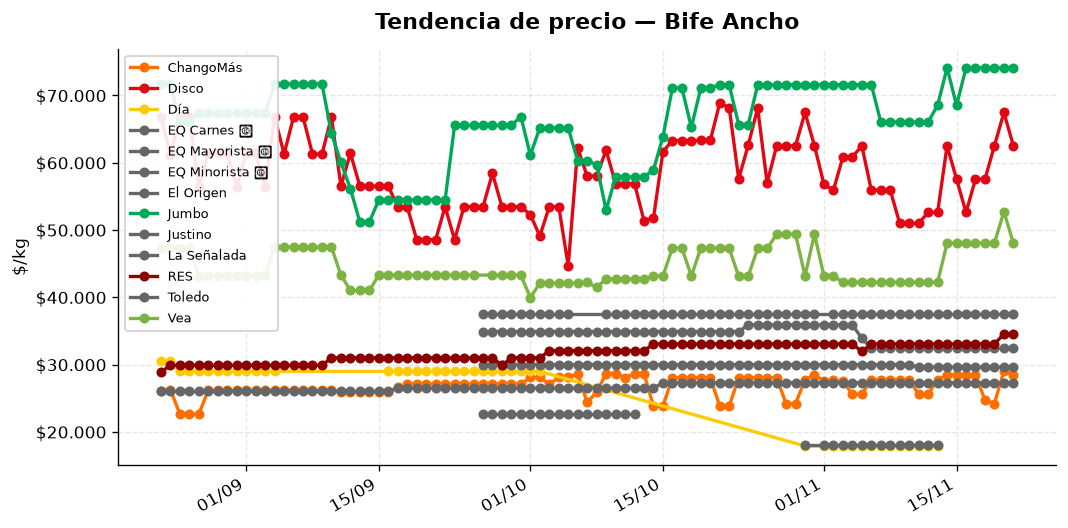 Tendencia de precio — Bife Ancho
$/kg
$70.000
$60.000
$50.000
$40.000
$30.000
$20.000
ChangoMás
Disco
Día
EQ Carnes
EQ Mayorista
EQ Minorista
El Origen
Jumbo
Justino
La Señalada
RES
Toledo
Vea
01/09
15/09
01/10
15/10
01/11
15/11